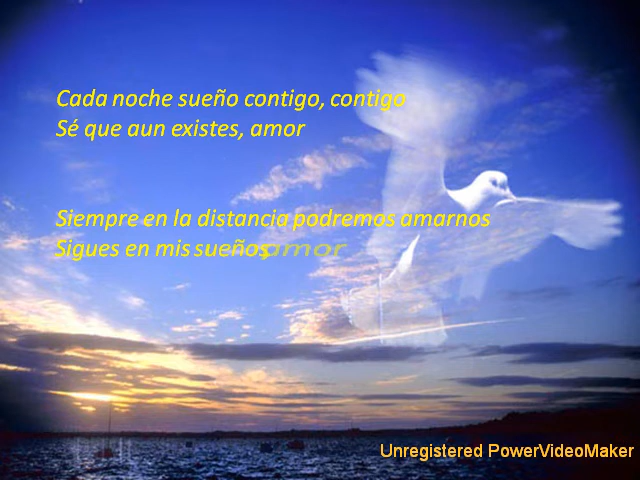 Cada noche sueño contigo, contigo
Sé que aun existes, amor
Siempre en la distancia podremos amarnos
Sigues en mis sueños amor
Unregistered PowerVideoMaker